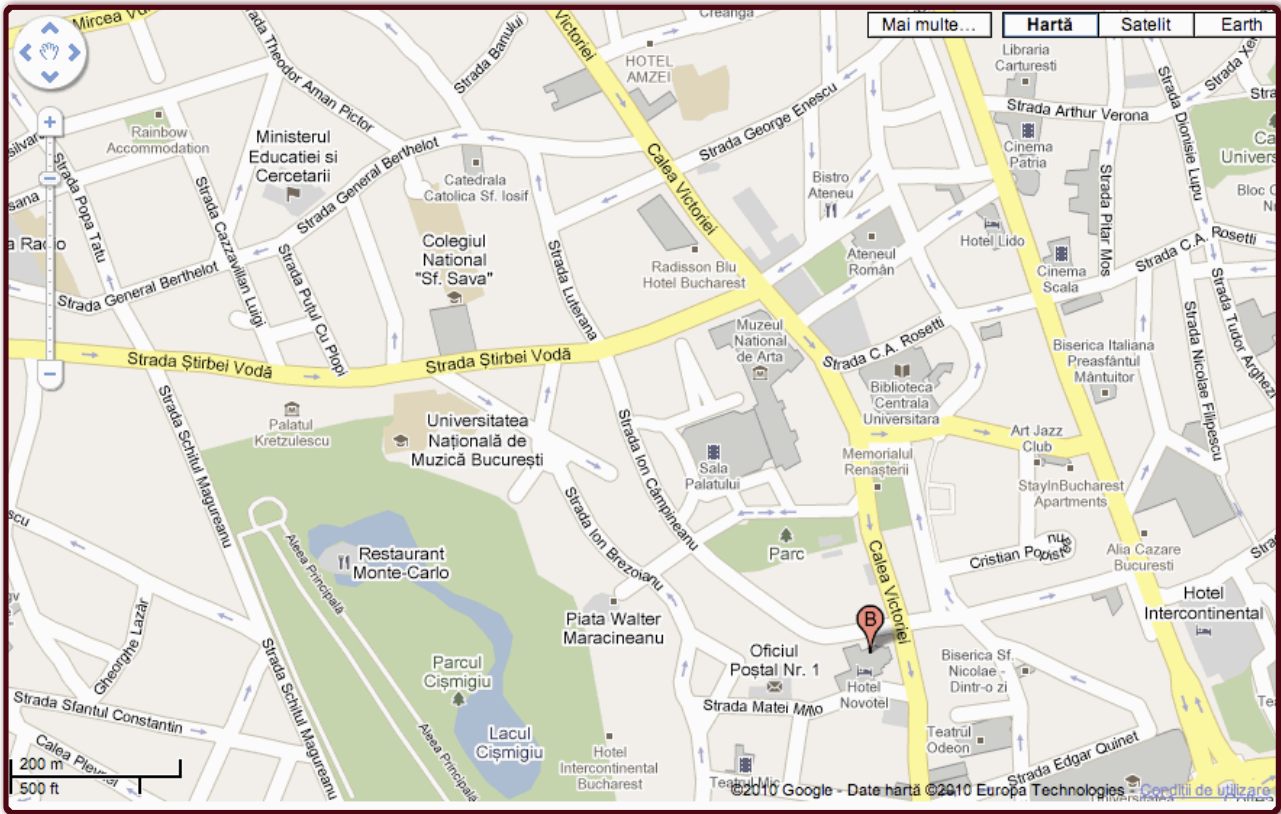 Mircea Vul
Strada Banului
Creanga
Mai multe…
Hartă
Satelit
Earth
Victoriei
HOTEL
AMZEI
Libraria
Carturesti
Strada Theodor Aman Pictor
Strada Arthur Verona
Strada Dionisie Lupu
Rainbow
Accommodation
Ministerul
Educatiei si
Cercetarii
Strada General Berthelot
Catedrala
Catolica Sf. Iosif
Strada George Enescu
Calea Victoriei
Cinema
Patria
Bistro
Ateneu
Strada Pitar Mos
Strada Popa Tatu
Strada Cazavillan Luigi
Colegiul
National
"Sf. Sava"
Strada Luterana
Radisson Blu
Hotel Bucharest
Ateneul
Român
Hotel Lido
Cinema
Scala
Strada C.A. Rosetti
Strada General Berthelot
Strada Puțul Cu Plopi
Strada Tudor Arghezi
Strada Știrbei Vodă
Strada Știrbei Vodă
Muzeul
National
de Arta
Strada C.A. Rosetti
Biblioteca
Centrala
Universitara
Biserica Italiana
Preasfântul
Mântuitor
Strada Nicolae Filipescu
Strada Schitul Magureanu
Palatul
Kretzulescu
Universitatea
Națională de
Muzică București
Strada Ion Câmpineanu
Sala
Palatului
Memorialul
Renașterii
Art Jazz
Club
StayInBucharest
Apartments
Aleea Principală
Restaurant
Monte-Carlo
Strada Ion Brezoianu
Parc
Calea Victoriei
Cristian Po
Alia Cazare
Bucuresti
Hotel
Intercontinental
Gheorghe Lazăr
Piata Walter
Maracineanu
B
Oficiul
Poștal Nr. 1
Hotel
Novotel
Biserica Sf.
Nicolae -
Dintr-o zi
Parcul
Cișmigiu
Strada Schitul Magureanu
Strada Matei Millo
Strada Sfantul Constantin
Aleea Principală
Lacul
Cișmigiu
Hotel
Intercontinental
Bucharest
Teatrul
Odeon
Strada Edgar Quinet
Teatrul Mic
200 m
500 ft
©2010 Google - Date hartă ©2010 Europa Technologies - Condiții de utilizare